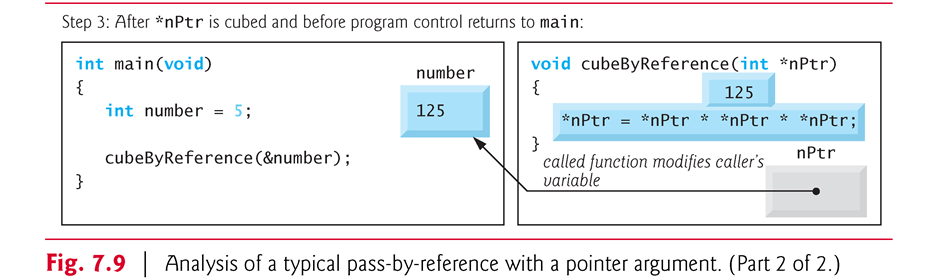 Step 3: After *nPtr is cubed and before program control returns to main:
int main(void)
{
int number = 5;
cubeByReference(&number);
}
number
125
void cubeByReference(int *nPtr)
{
125
*nPtr = *nPtr * *nPtr * *nPtr;
}
called function modifies caller's
variable
nPtr
Fig. 7.9 | Analysis of a typical pass-by-reference with a pointer argument. (Part 2 of 2.)